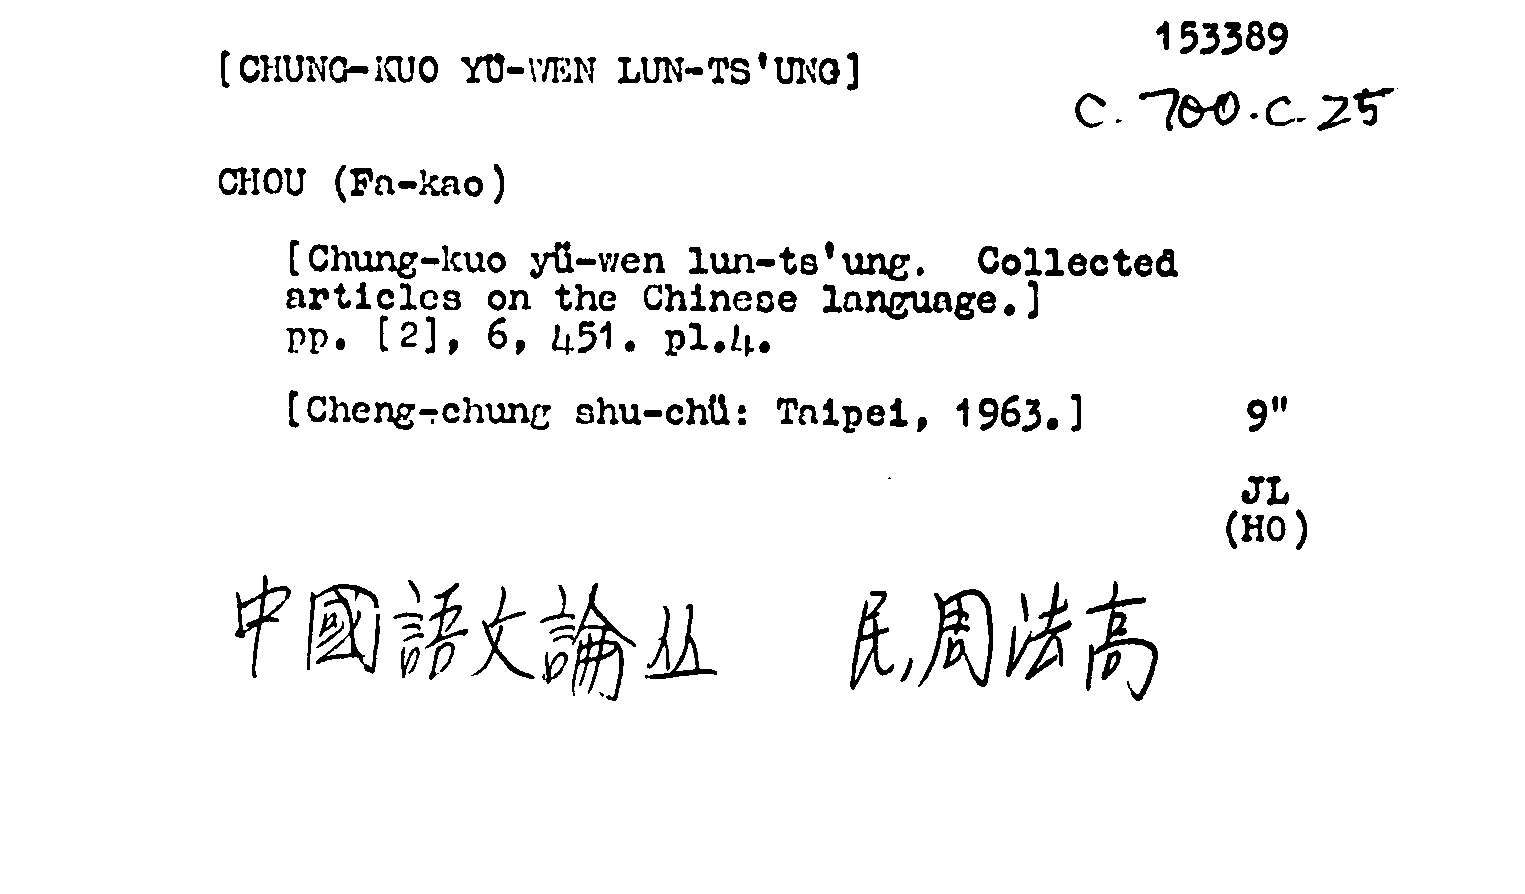 153389
[CHUNG-KUO YÜ-WEN LUN-TS'UNG]
C. 700.C.25
CHOU (Fa-kao)
[Chung-kuo yü-wen lun-ts'ung. Collected
articles on the Chinese language.]
pp. [2], 6, 451. pl.4.
[Cheng-chung shu-chü: Taipei, 1963.] 9"
JL
(HO)
中國語文論丛 民,周法高